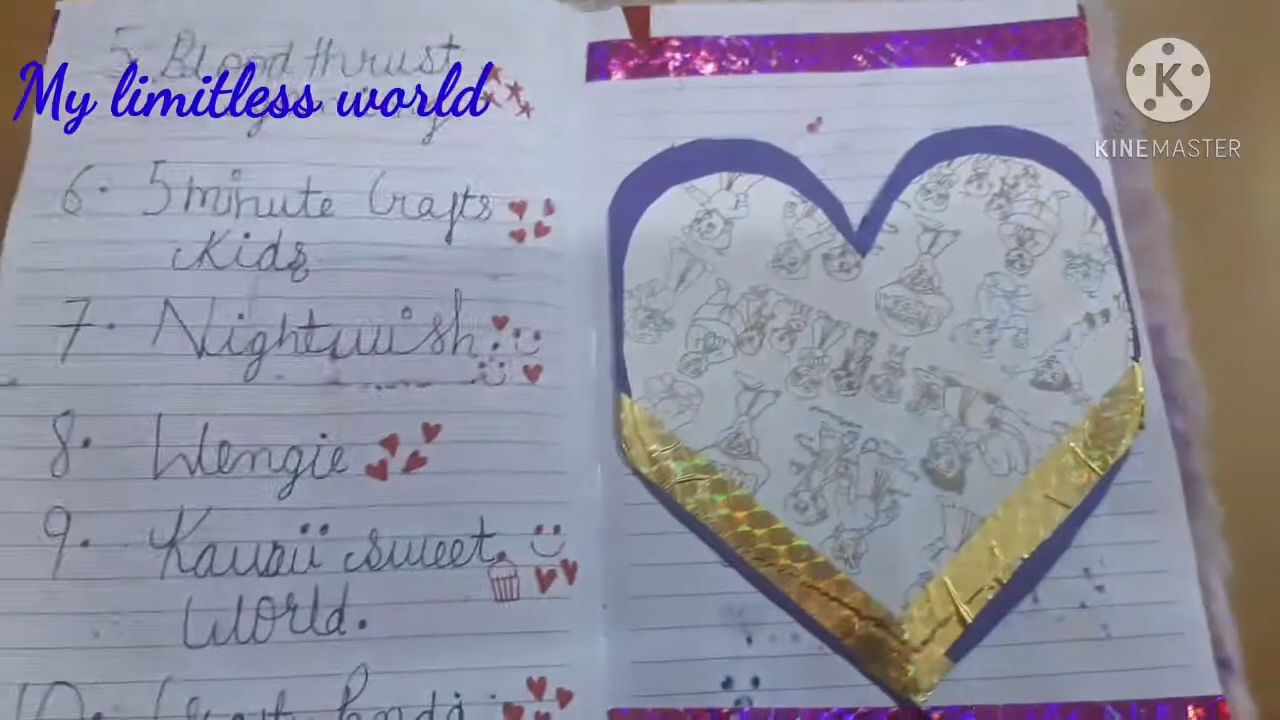 5. Blood thrust
My limitless world
KINEMASTER
6. 5 minute Crafts
Kids
7. Nightwish
8. Wengie
9. Kawaii sweet
World.
10.